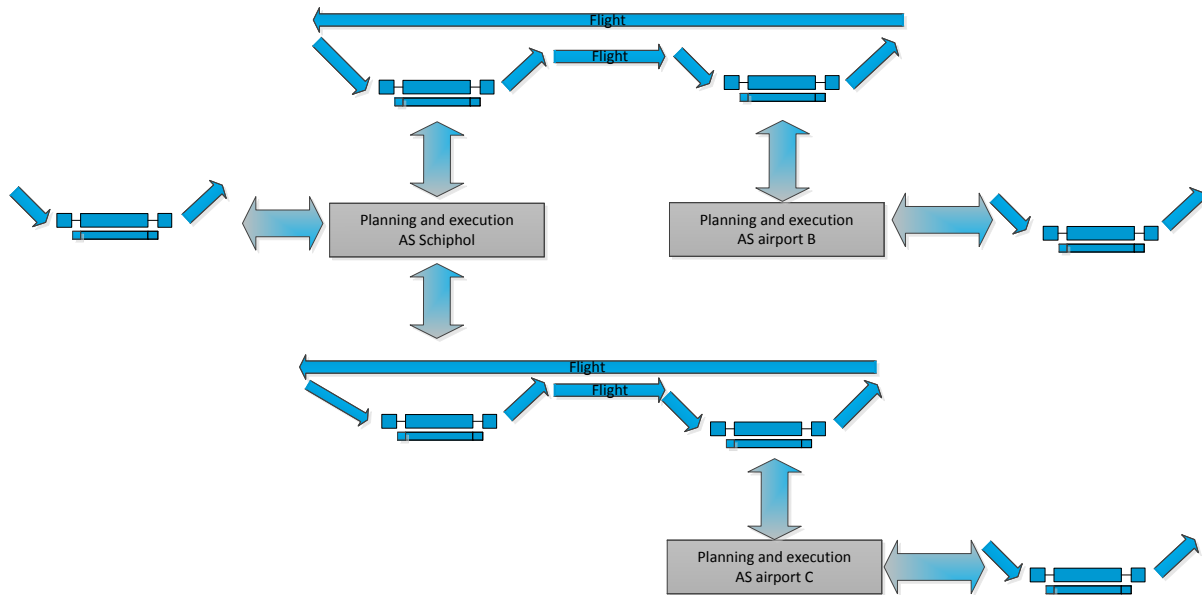 Flight
Flight
Planning and execution
AS Schiphol
Planning and execution
AS airport B
Flight
Flight
Planning and execution
AS airport C